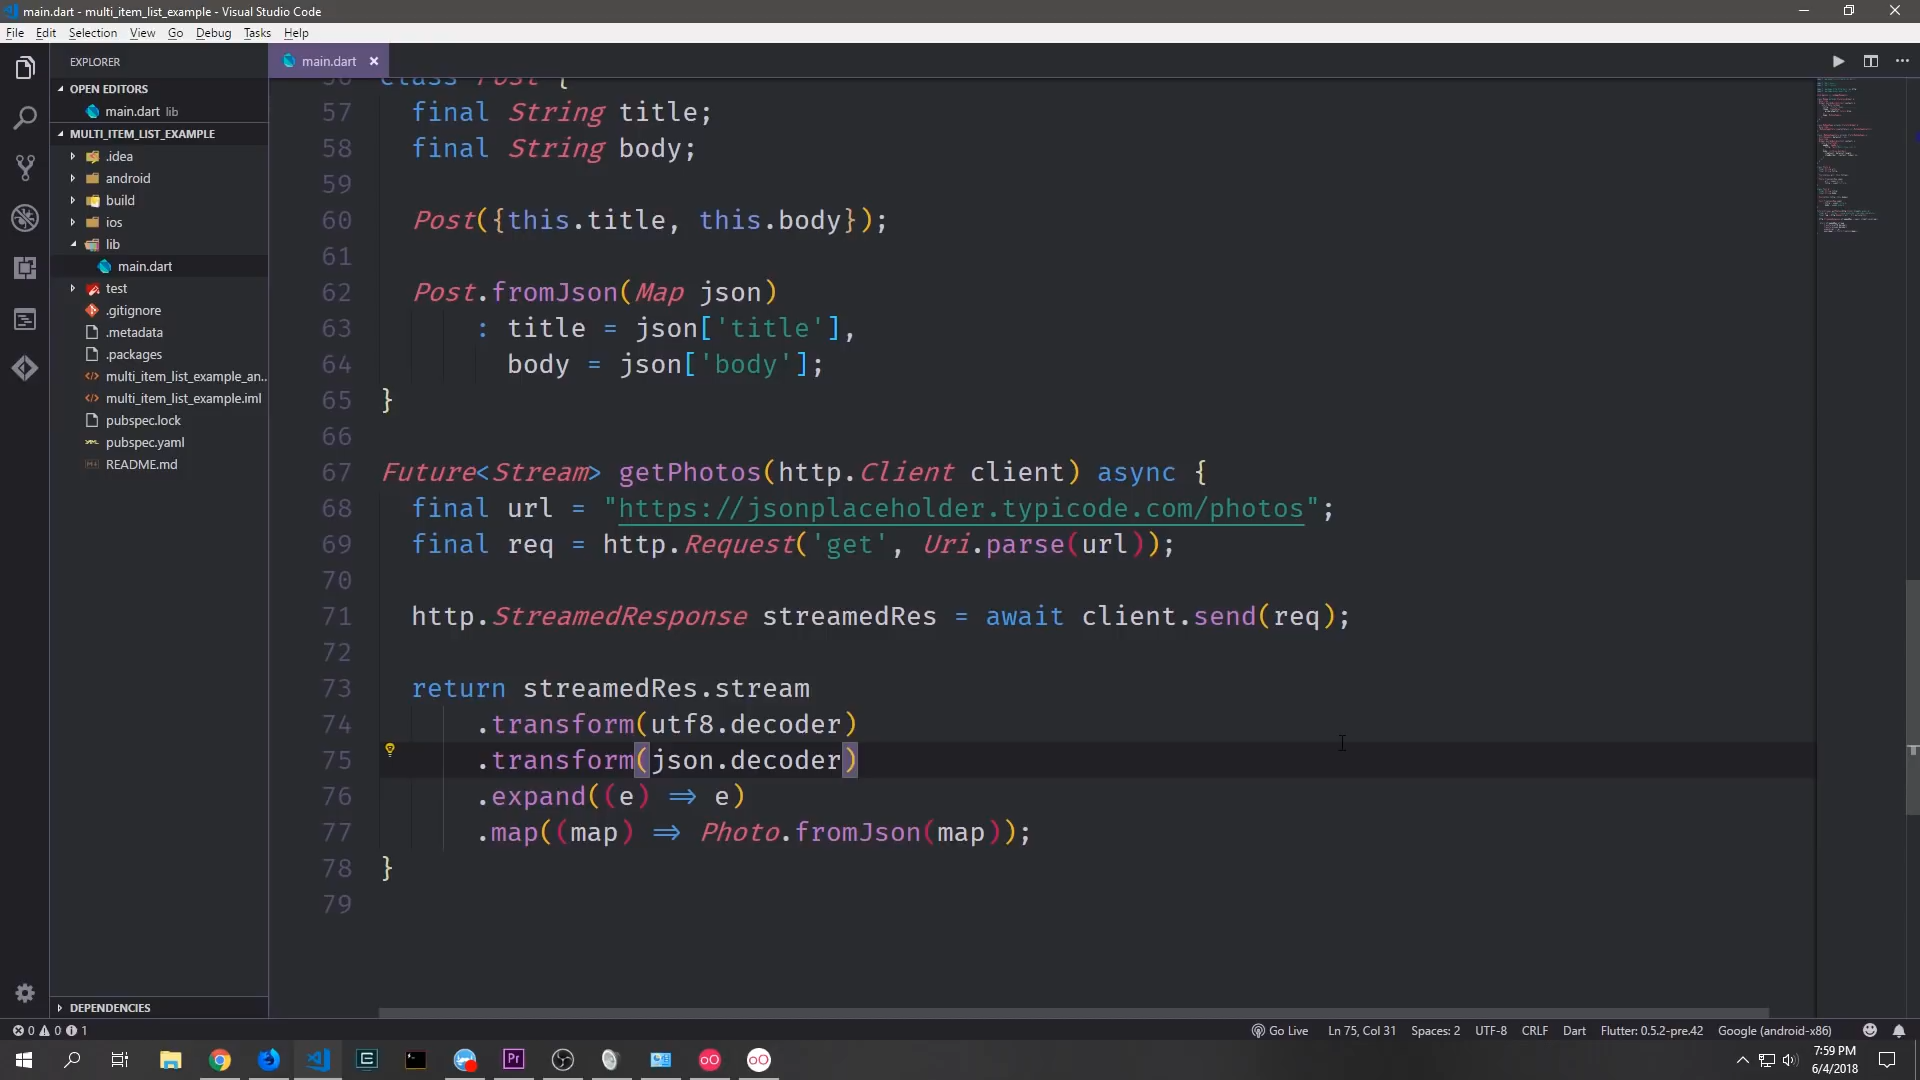 main.dart - multi_item_list_example - Visual Studio Code
File Edit Selection View Go Debug Tasks Help
EXPLORER
OPEN EDITORS
main.dart lib
MULTI_ITEM_LIST_EXAMPLE
.idea
android
build
ios
lib
main.dart
test
.gitignore
.metadata
.packages
multi_item_list_example_an..
multi_item_list_example.iml
pubspec.lock
pubspec.yaml
README.md
DEPENDENCIES
main.dart
56 class Post {
57 final String title;
58 final String body;
59
60 Post({this.title, this.body});
61
62 Post.fromJson(Map json)
63 : title = json['title'],
64 body = json['body'];
65 }
66
67 Future<Stream> getPhotos(http.Client client) async {
68 final url = "https://jsonplaceholder.typicode.com/photos";
69 final req = http.Request('get', Uri.parse(url));
70
71 http.StreamedResponse streamedRes = await client.send(req);
72
73 return streamedRes.stream
74 .transform(utf8.decoder)
75 .transform(json.decoder)
76 .expand((e) => e)
77 .map((map) => Photo.fromJson(map));
78 }
79
0 0 1 Go Live Ln 75, Col 31 Spaces: 2 UTF-8 CRLF Dart Flutter: 0.5.2-pre.42 Google (android-x86)
7:59 PM
6/4/2018